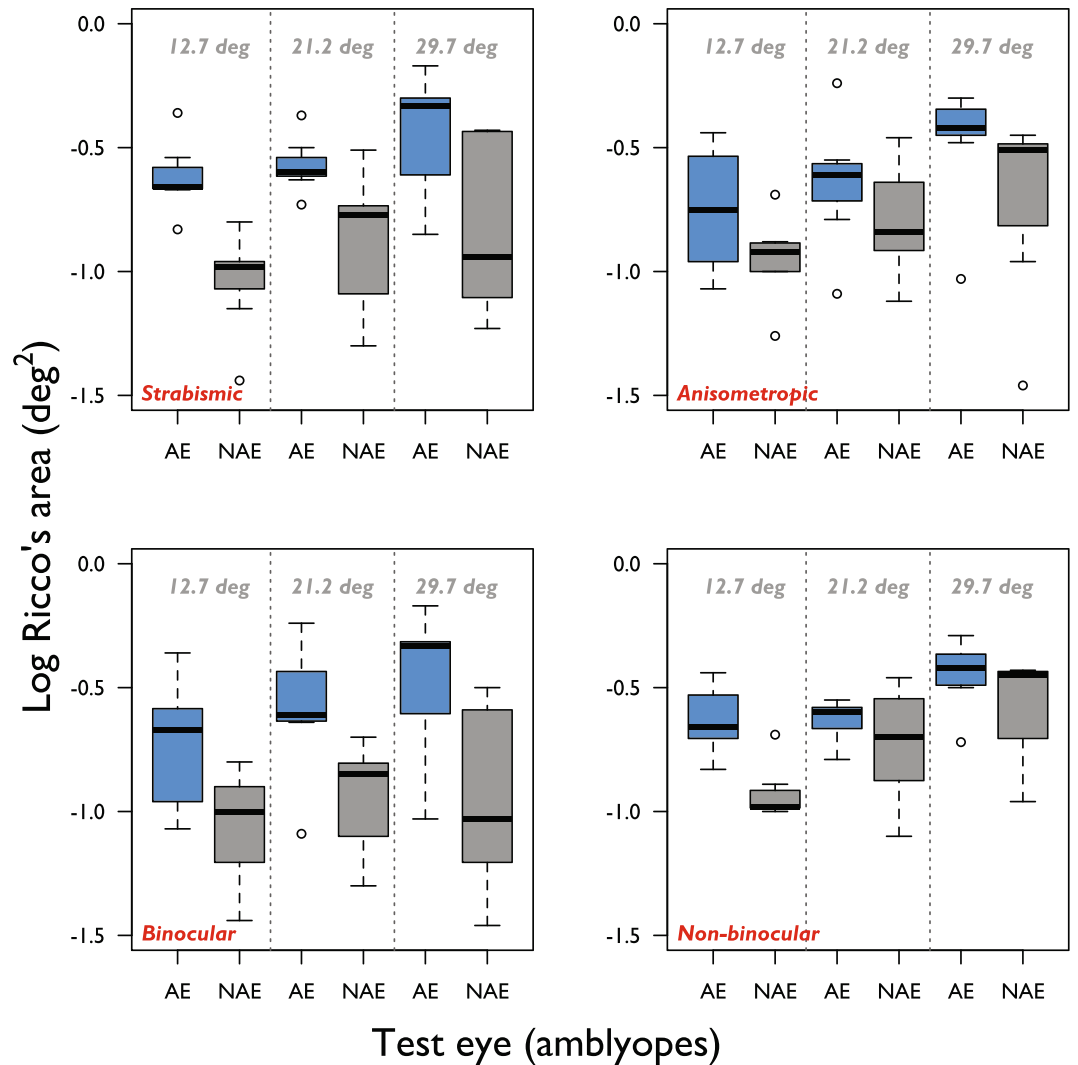 Log Ricco's area (deg²)
0.0
-0.5
-1.0
-1.5
12.7 deg 21.2 deg 29.7 deg
Strabismic
AE NAE AE NAE AE NAE
0.0
-0.5
-1.0
-1.5
12.7 deg 21.2 deg 29.7 deg
Anisometropic
AE NAE AE NAE AE NAE
0.0
-0.5
-1.0
-1.5
12.7 deg 21.2 deg 29.7 deg
Binocular
AE NAE AE NAE AE NAE
0.0
-0.5
-1.0
-1.5
12.7 deg 21.2 deg 29.7 deg
Non-binocular
AE NAE AE NAE AE NAE
Test eye (amblyopes)